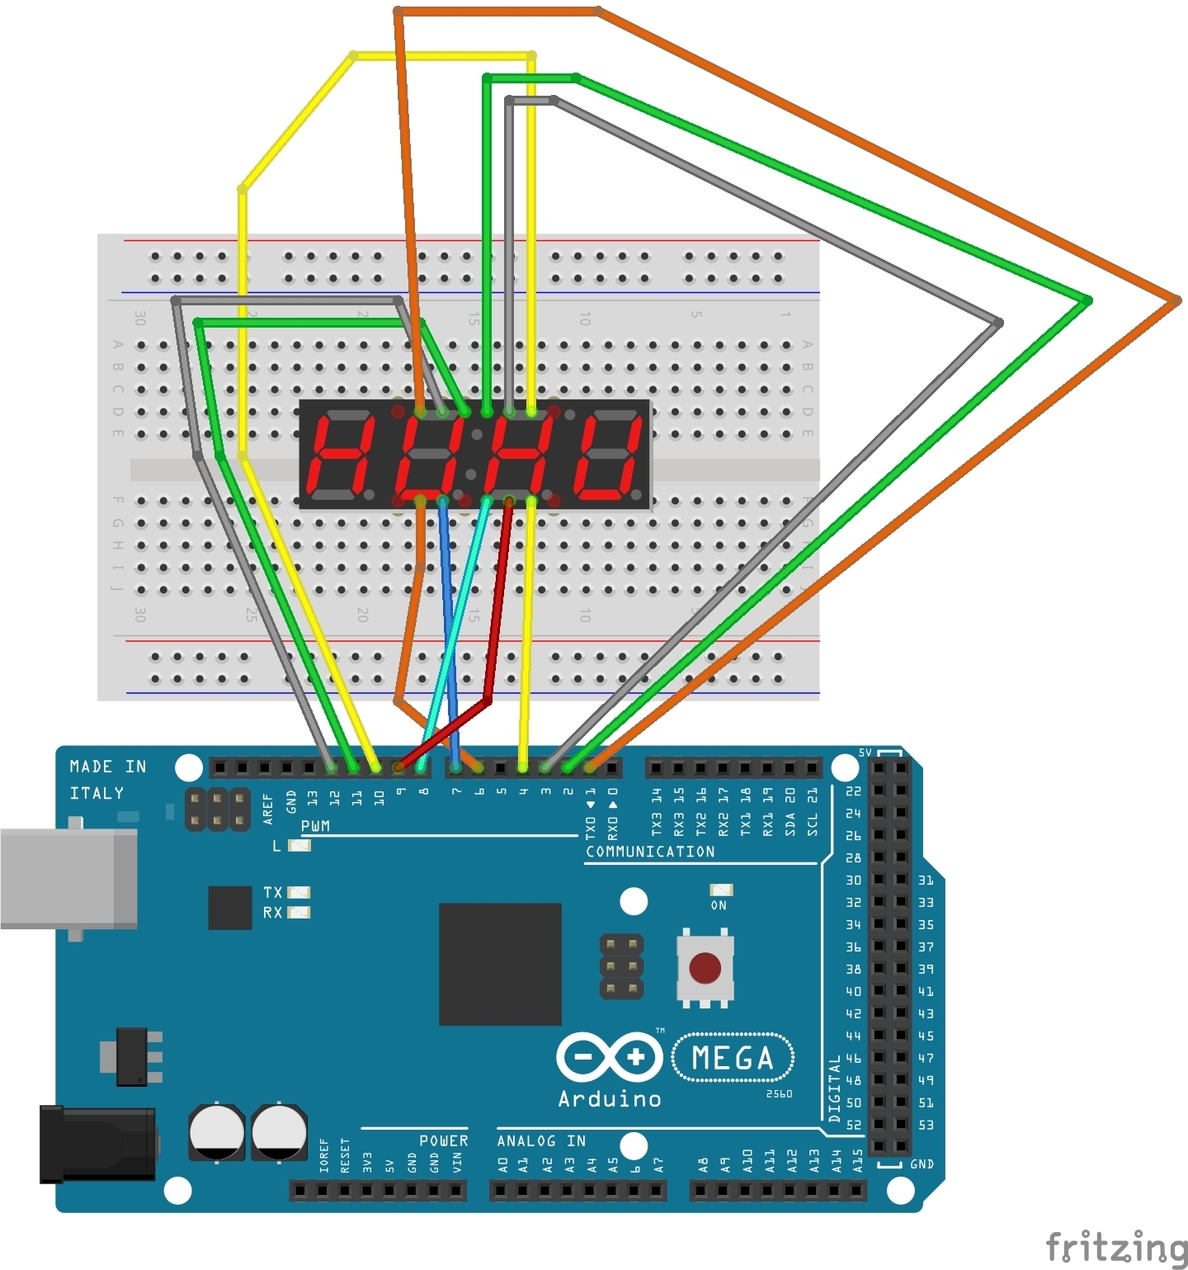 30 25 20 15 10 5 1
A A
B B
C C
D D
E E
F F
G G
H H
I I
J J
30 25 20 15 10 5
MADE IN
ITALY
AREF
GND
13
12
11
10
9
8
7
6
5
4
3
2
TX0 ◄ 1
RX0 ► 0
TX3 14
RX3 15
TX2 16
RX2 17
TX1 18
RX1 19
SDA 20
SCL 21
PWM
COMMUNICATION
L
TX
RX
ON
5V
22
24
26
28
30 31
32 33
34 35
36 37
38 39
40 41
42 43
44 45
46 47
48 49
50 51
52 53
GND
DIGITAL
TM
MEGA
2560
Arduino
POWER
ANALOG IN
IOREF
RESET
3V3
5V
GND
GND
VIN
A0
A1
A2
A3
A4
A5
6
A7
A8
A9
A10
A11
A12
A13
A14
A15
fritzing